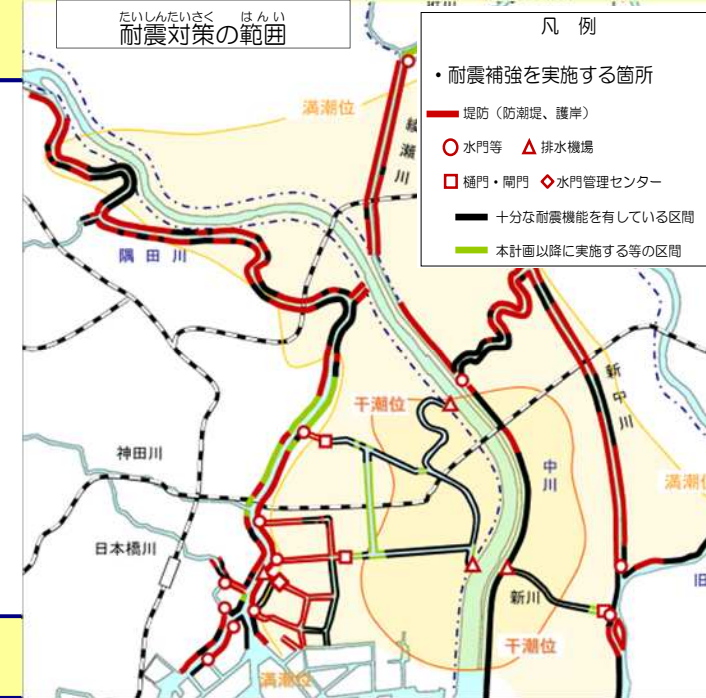 たいしんたいさく はんい
耐震対策の範囲
凡 例
・耐震補強を実施する箇所
堤防（防潮堤、護岸）
水門等 排水機場
樋門・閘門 水門管理センター
十分な耐震機能を有している区間
本計画以降に実施する等の区間
満潮位
綾瀬川
隅田川
新中川
干潮位
神田川
中川
満潮位
日本橋川
新川
旧
干潮位
満潮位